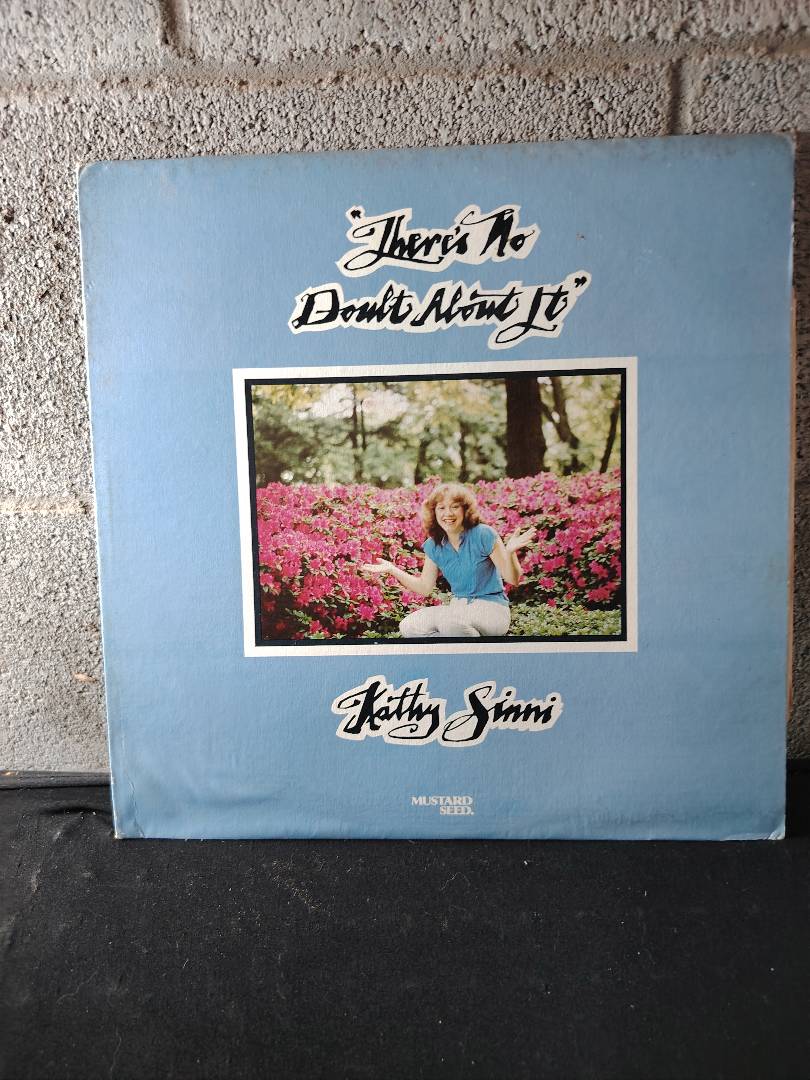 "There's No
Doubt About It"
Kathy Sinni
MUSTARD
SEED.